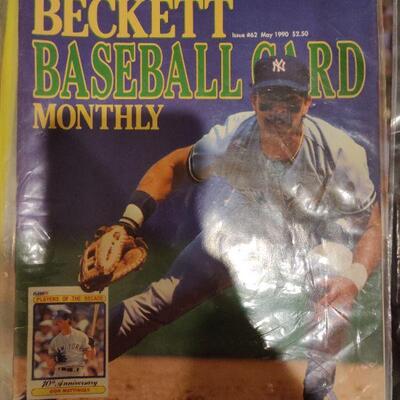 BECKETT
Issue #62 May 1990 $2.50
BASEBALL CARD
MONTHLY
NY
FLEER
PLAYERS OF THE DECADE
10th Anniversary
DON MATTINGLY